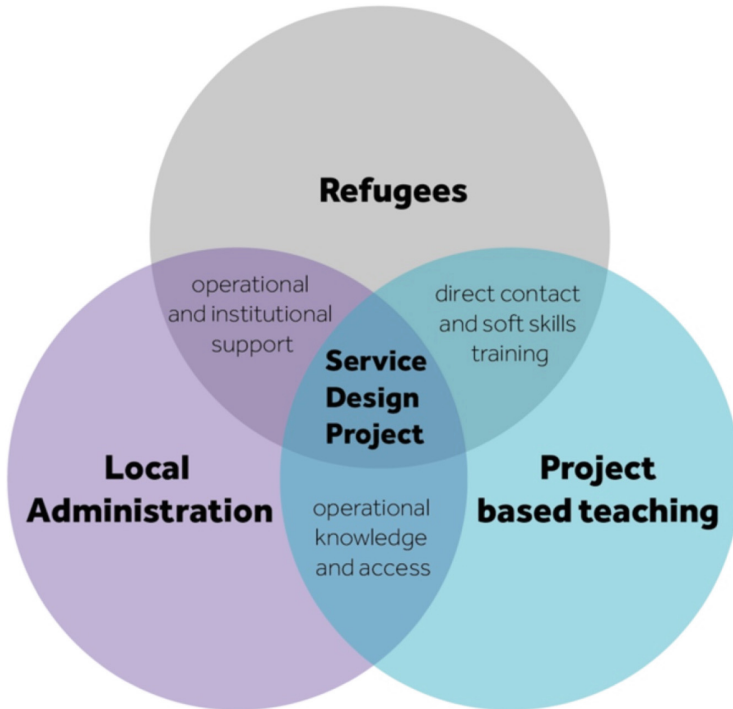 Refugees
operational
and institutional
support
direct contact
and soft skills
training
Service
Design
Project
Local
Administration
Project
based teaching
operational
knowledge
and access